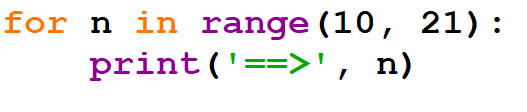 for n in range(10, 21):
    print('==>', n)